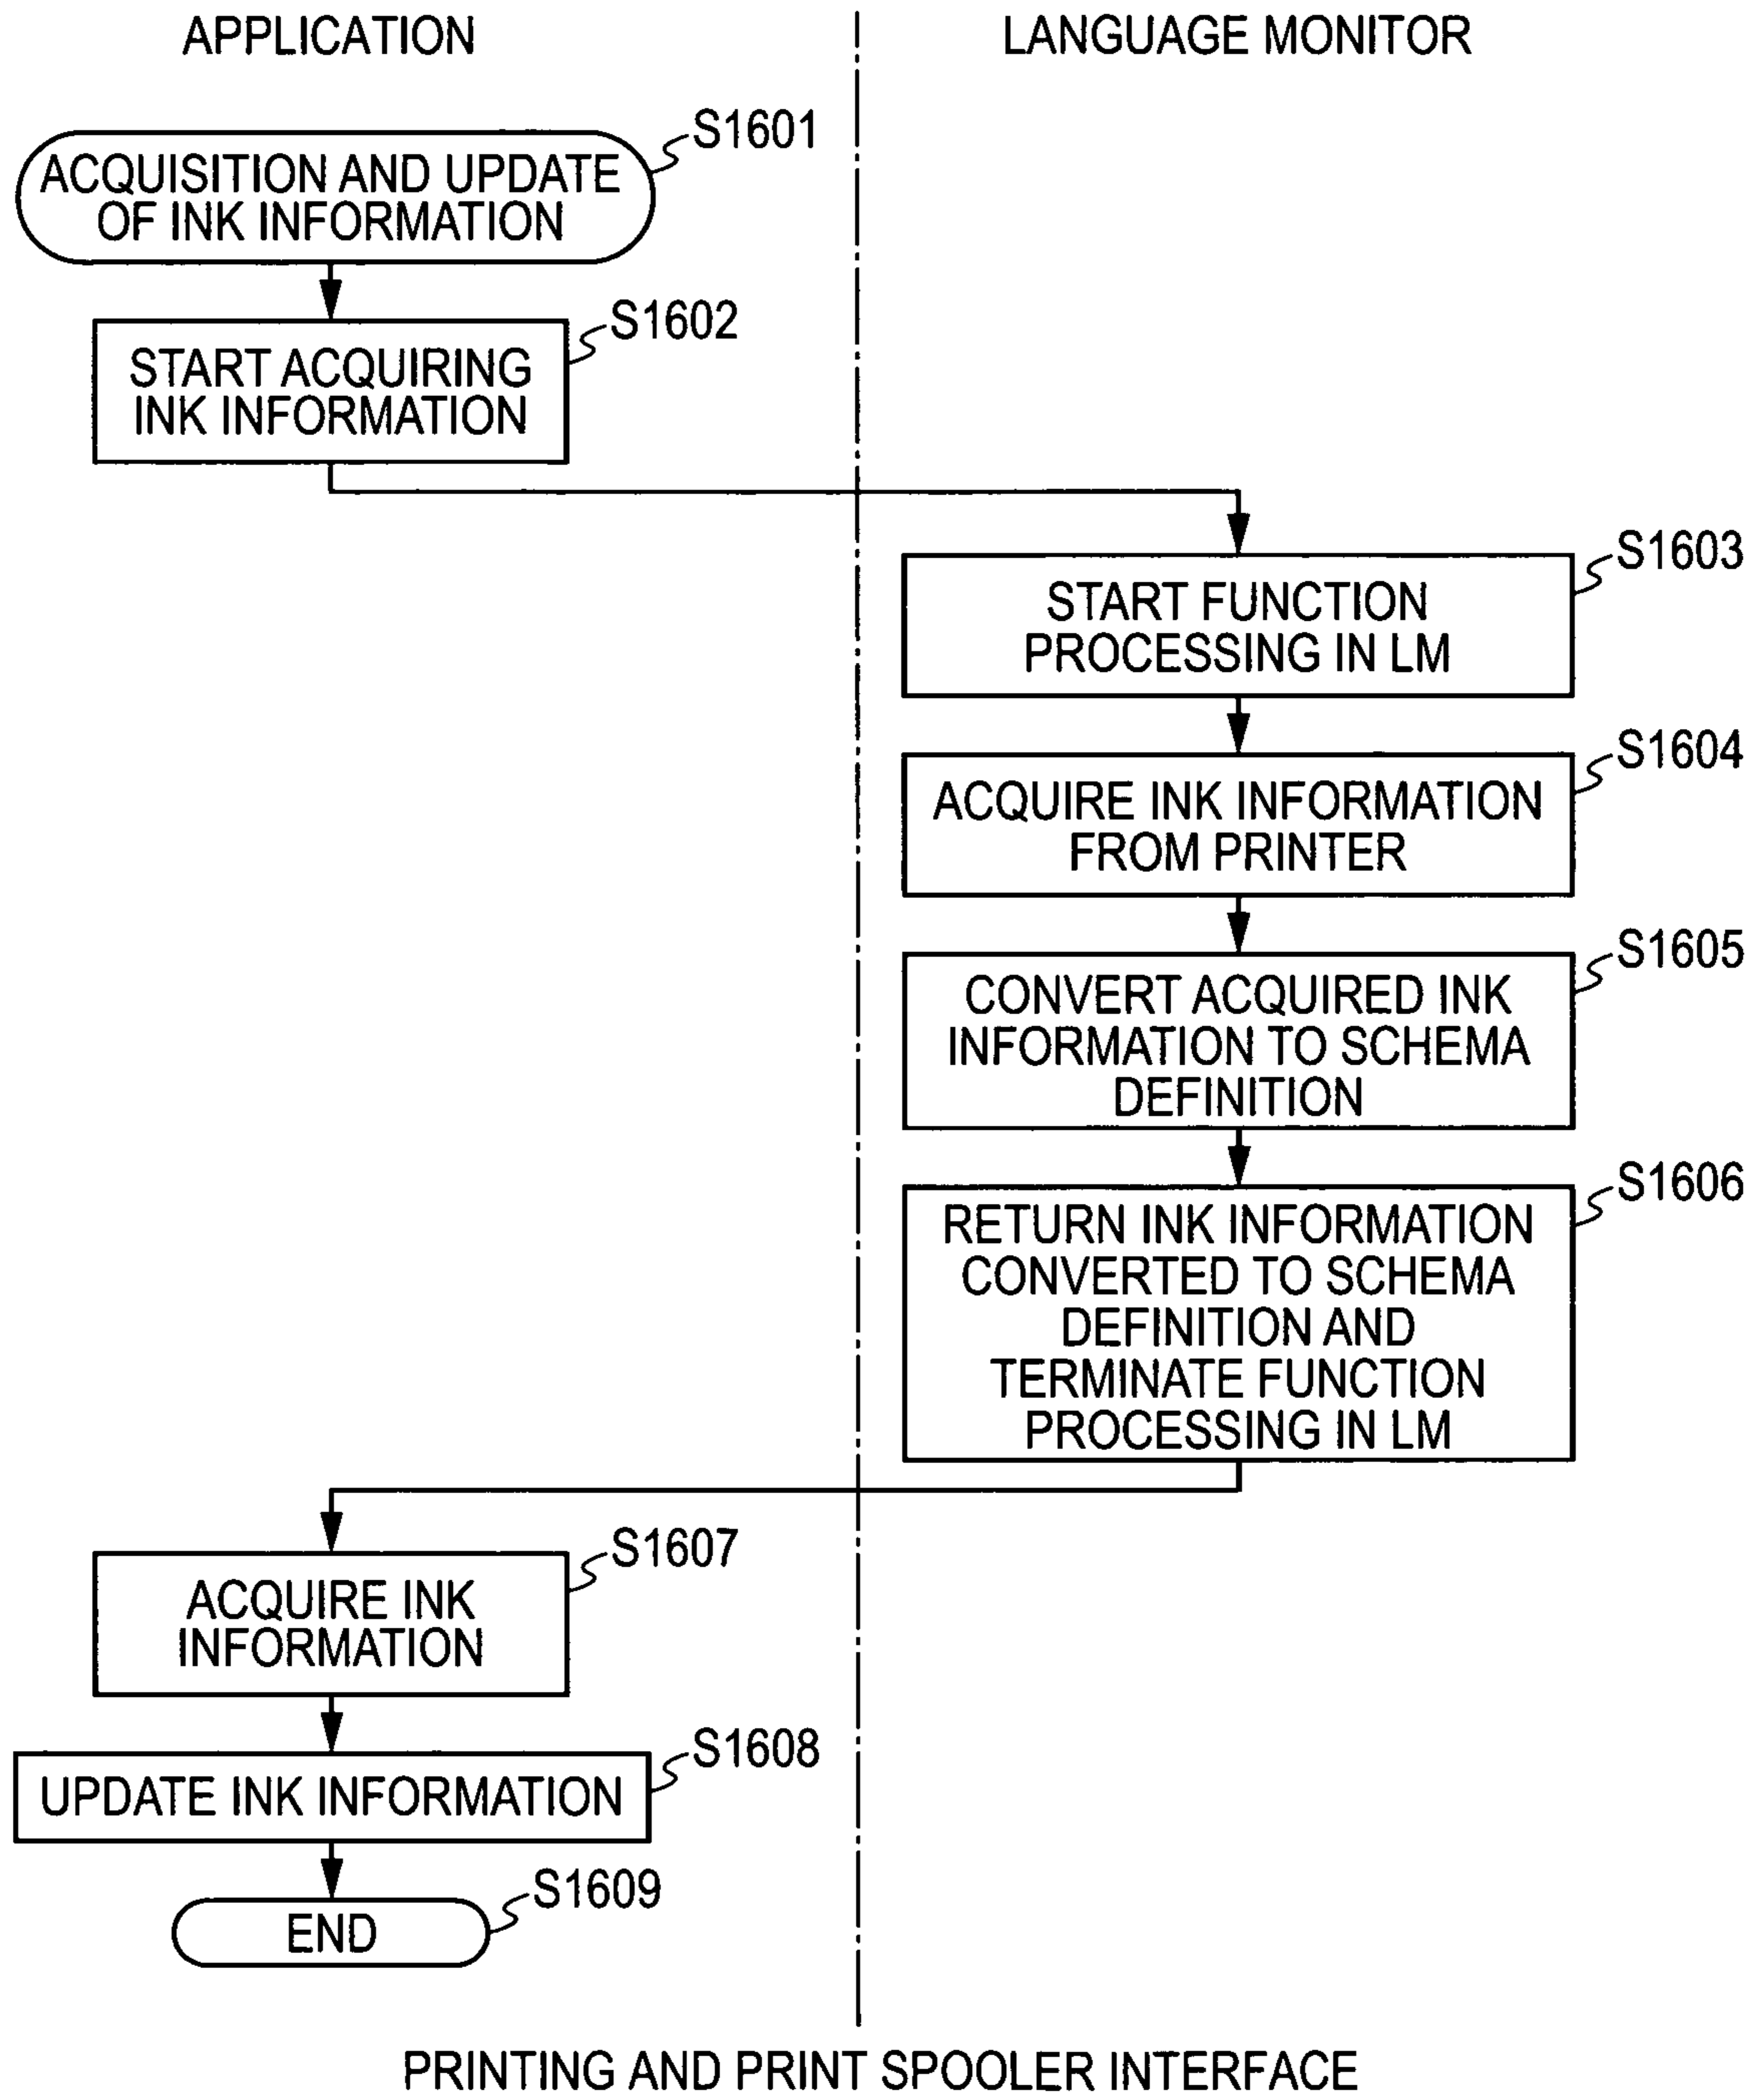 APPLICATION
LANGUAGE MONITOR
S1601
ACQUISITION AND UPDATE
OF INK INFORMATION
S1602
START ACQUIRING
INK INFORMATION
S1603
START FUNCTION
PROCESSING IN LM
S1604
ACQUIRE INK INFORMATION
FROM PRINTER
S1605
CONVERT ACQUIRED INK
INFORMATION TO SCHEMA
DEFINITION
S1606
RETURN INK INFORMATION
CONVERTED TO SCHEMA
DEFINITION AND
TERMINATE FUNCTION
PROCESSING IN LM
S1607
ACQUIRE INK
INFORMATION
S1608
UPDATE INK INFORMATION
S1609
END
PRINTING AND PRINT SPOOLER INTERFACE